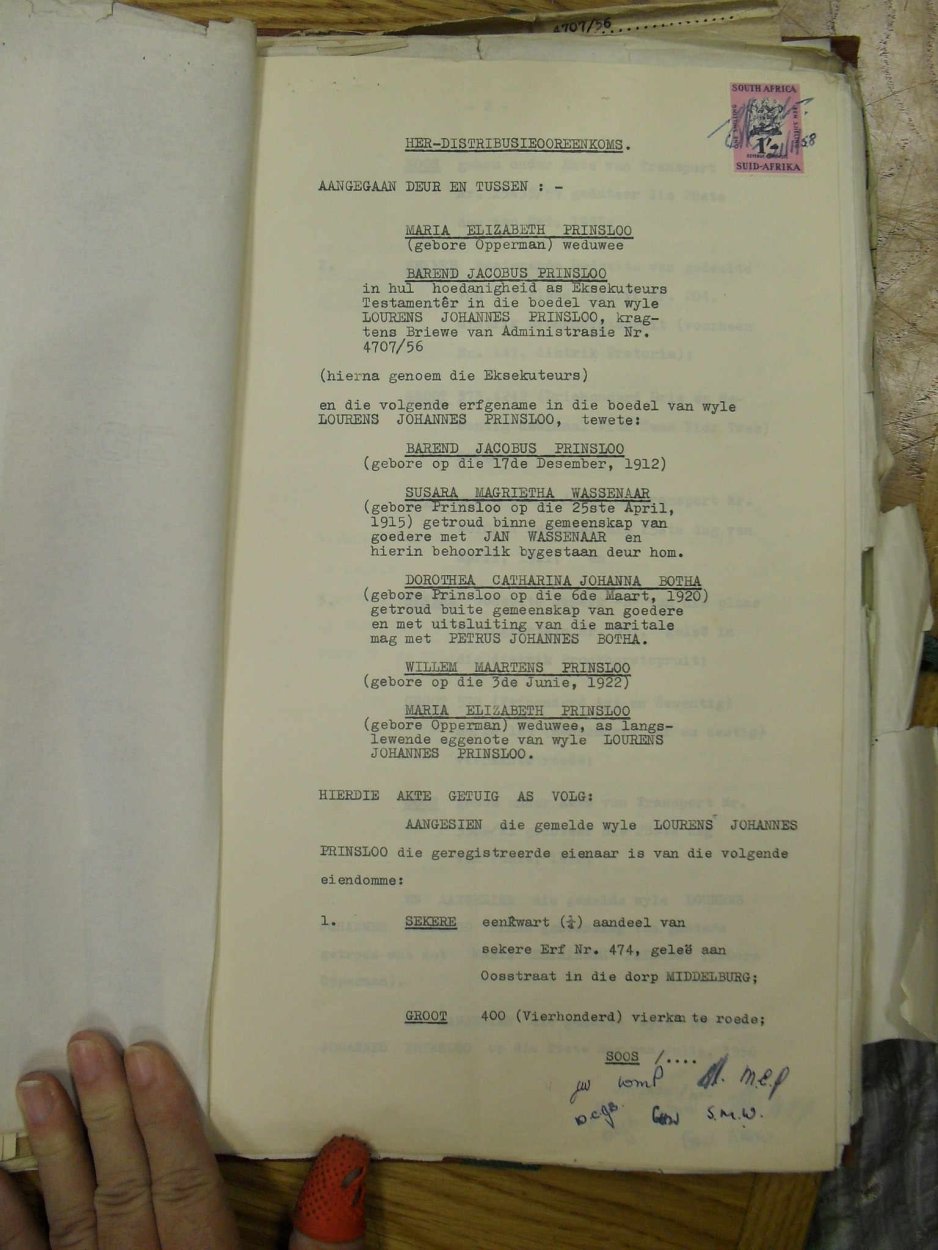 4707/56
SOUTH AFRICA
SUID-AFRIKA
HER-DISTRIBUSIEOOREENKOMS.
AANGEGAAN DEUR EN TUSSEN : -
MARIA ELIZABETH PRINSLOO
(gebore Opperman) weduwee
BAREND JACOBUS PRINSLOO
in hul hoedanigheid as Eksekuteurs
Testamentêr in die boedel van wyle
LOURENS JOHANNES PRINSLOO, krag-
tens Briewe van Administrasie Nr.
4707/56
(hierna genoem die Eksekuteurs)
en die volgende erfgename in die boedel van wyle
LOURENS JOHANNES PRINSLOO, tewete:
BAREND JACOBUS PRINSLOO
(gebore op die 17de Desember, 1912)
SUSARA MAGRIETHA WASSENAAR
(gebore Prinsloo op die 25ste April,
1915) getroud binne gemeenskap van
goedere met JAN WASSENAAR en
hierin behoorlik bygestaan deur hom.
DOROTHEA CATHARINA JOHANNA BOTHA
(gebore Prinsloo op die 6de Maart, 1920)
getroud buite gemeenskap van goedere
en met uitsluiting van die maritale
mag met PETRUS JOHANNES BOTHA.
WILLEM MAARTENS PRINSLOO
(gebore op die 3de Junie, 1922)
MARIA ELIZABETH PRINSLOO
(gebore Opperman) weduwee, as langs-
lewende eggenote van wyle LOURENS
JOHANNES PRINSLOO.
HIERDIE AKTE GETUIG AS VOLG:
AANGESIEN die gemelde wyle LOURENS JOHANNES
PRINSLOO die geregistreerde eienaar is van die volgende
eiendomme:
1. SEKERE eenkwart (¼) aandeel van
sekere Erf Nr. 474, geleë aan
Oosstraat in die dorp MIDDELBURG;
GROOT 400 (Vierhonderd) vierkante roede;
SOOS /....
M.E.P
S.M.W.